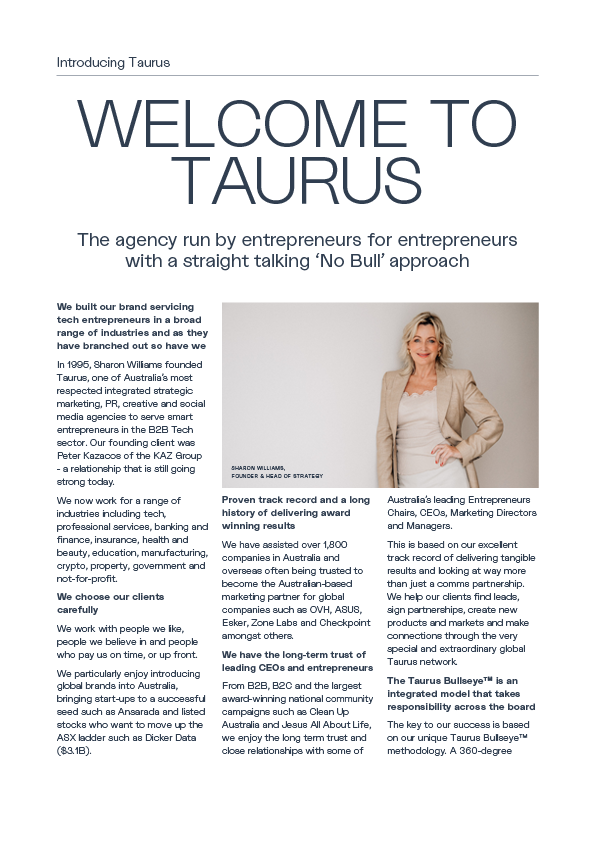 Introducing Taurus
WELCOME TO
TAURUS
The agency run by entrepreneurs for entrepreneurs
with a straight talking ‘No Bull’ approach
We built our brand servicing
tech entrepreneurs in a broad
range of industries and as they
have branched out so have we
In 1995, Sharon Williams founded
Taurus, one of Australia’s most
respected integrated strategic
marketing, PR, creative and social
media agencies to serve smart
entrepreneurs in the B2B Tech
sector. Our founding client was
Peter Kazacos of the KAZ Group
- a relationship that is still going
strong today.
We now work for a range of
industries including tech,
professional services, banking and
finance, insurance, health and
beauty, education, manufacturing,
crypto, property, government and
not-for-profit.
We choose our clients
carefully
We work with people we like,
people we believe in and people
who pay us on time, or up front.
We particularly enjoy introducing
global brands into Australia,
bringing start-ups to a successful
seed such as Ansarada and listed
stocks who want to move up the
ASX ladder such as Dicker Data
($3.1B).
SHARON WILLIAMS,
FOUNDER & HEAD OF STRATEGY
Proven track record and a long
history of delivering award
winning results
We have assisted over 1,800
companies in Australia and
overseas often being trusted to
become the Australian-based
marketing partner for global
companies such as OVH, ASUS,
Esker, Zone Labs and Checkpoint
amongst others.
We have the long-term trust of
leading CEOs and entrepreneurs
From B2B, B2C and the largest
award-winning national community
campaigns such as Clean Up
Australia and Jesus All About Life,
we enjoy the long term trust and
close relationships with some of
Australia’s leading Entrepreneurs
Chairs, CEOs, Marketing Directors
and Managers.
This is based on our excellent
track record of delivering tangible
results and looking at way more
than just a comms partnership.
We help our clients find leads,
sign partnerships, create new
products and markets and make
connections through the very
special and extraordinary global
Taurus network.
The Taurus Bullseye™ is an
integrated model that takes
responsibility across the board
The key to our success is based
on our unique Taurus Bullseye™
methodology. A 360-degree